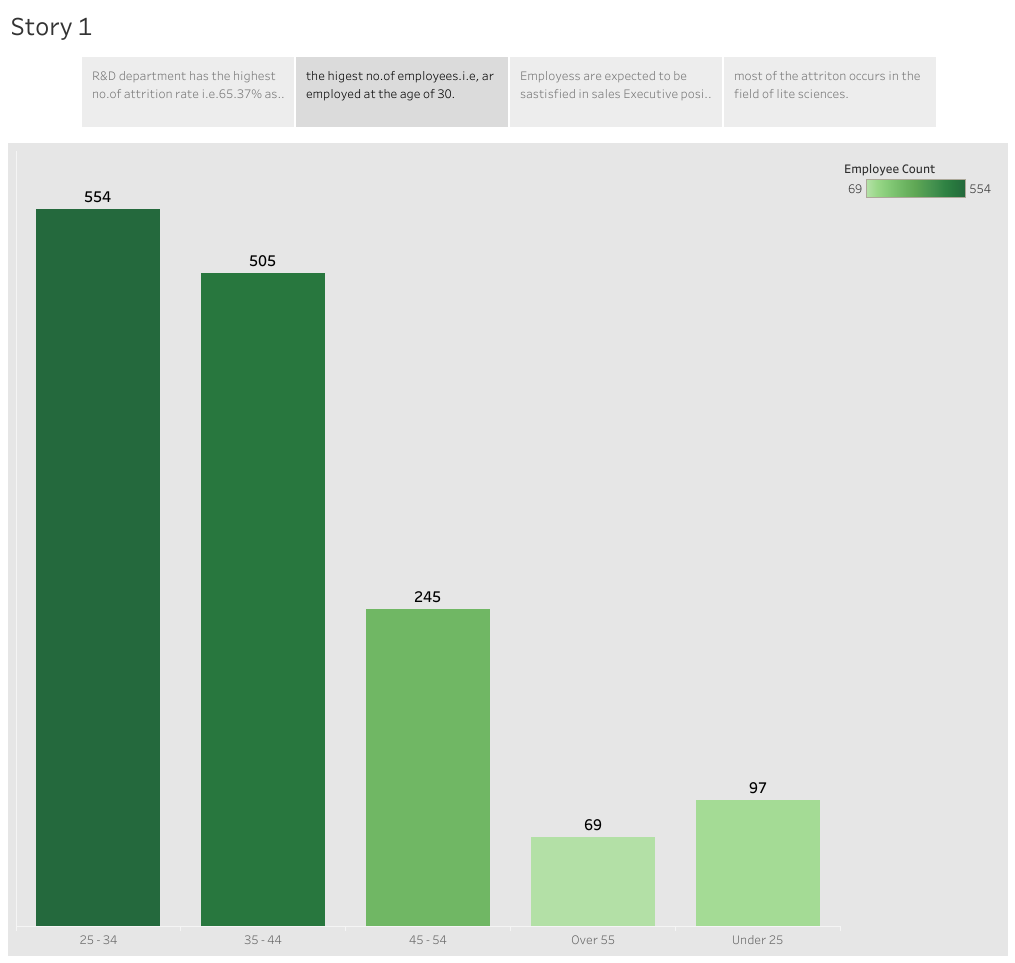 Story 1
R&D department has the highest
no.of attrition rate i.e.65.37% as..
the higest no.of employees.i.e, ar
employed at the age of 30.
Employess are expected to be
sastisfied in sales Executive posi..
most of the attriton occurs in the
field of lite sciences.
Employee Count
69 554
554
505
245
69
97
25 - 34
35 - 44
45 - 54
Over 55
Under 25